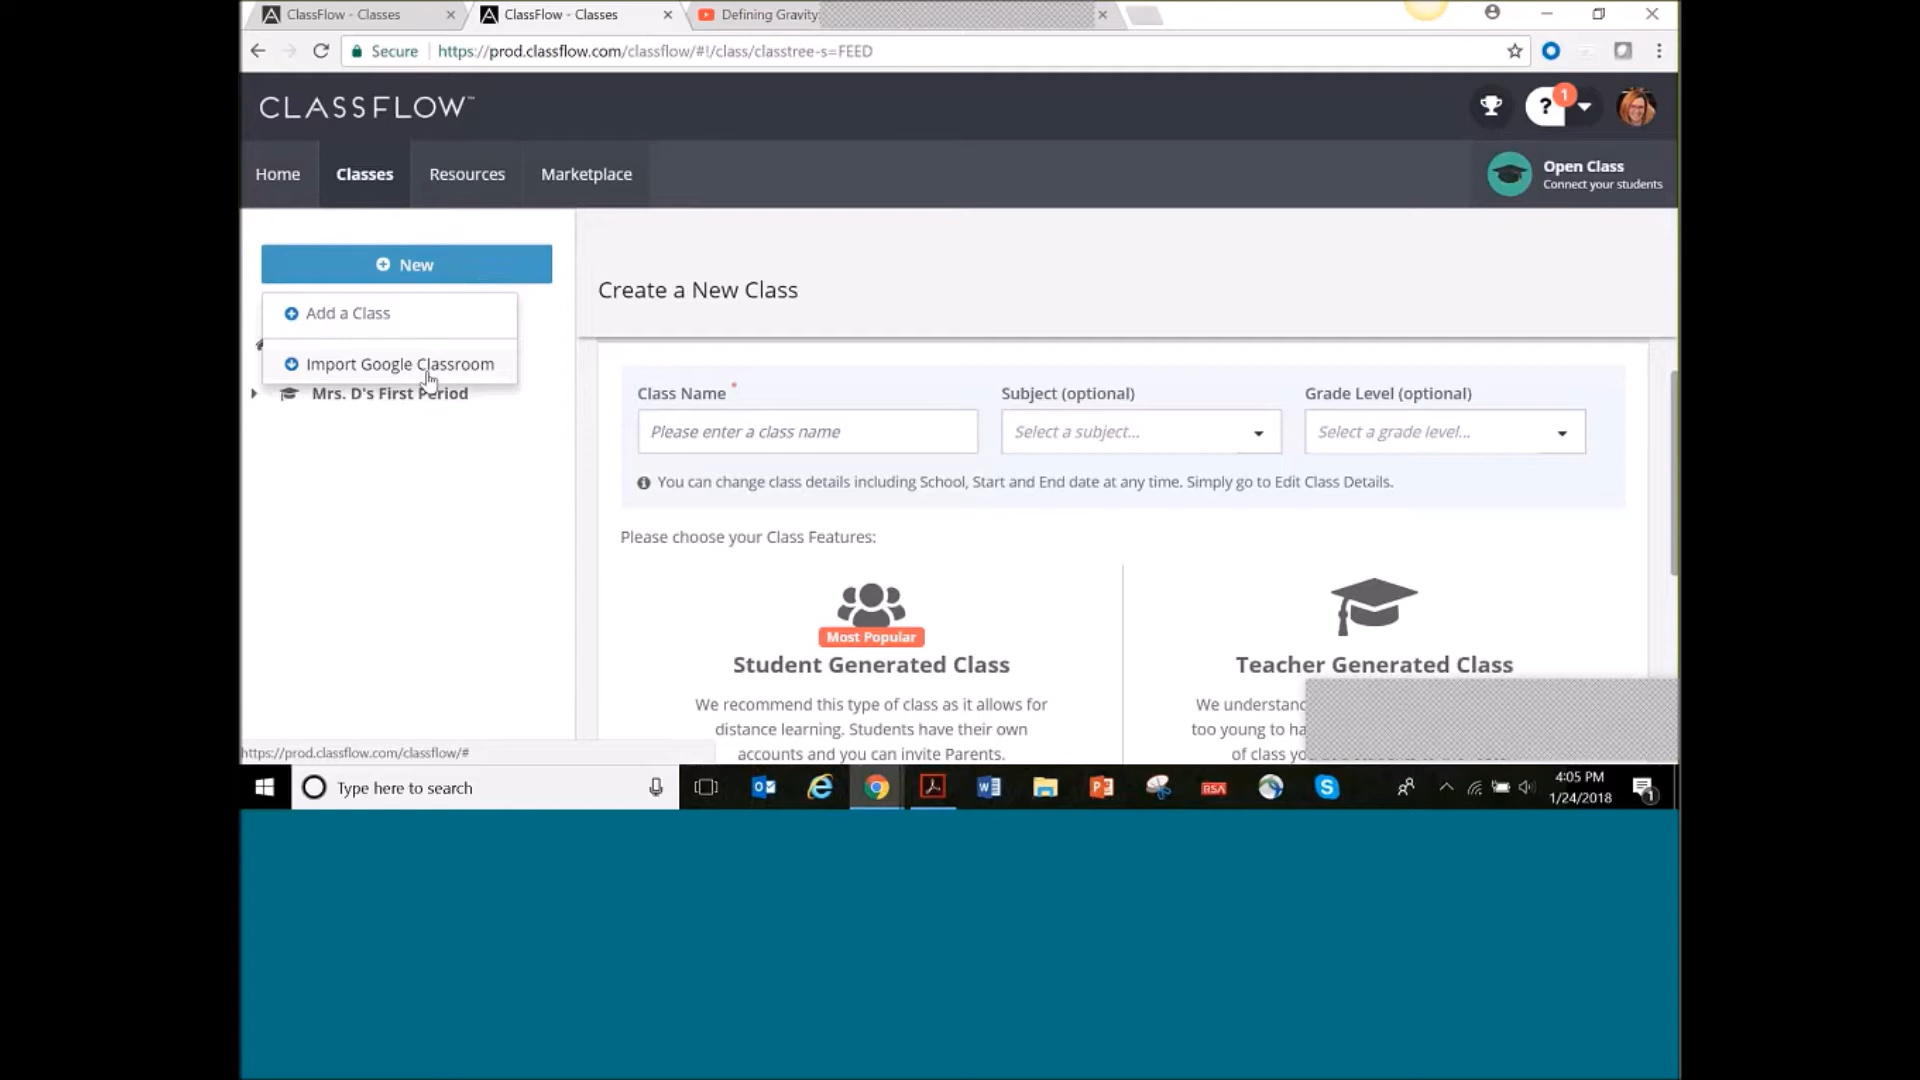 ClassFlow - Classes
ClassFlow - Classes
Defining Gravity
Secure
https://prod.classflow.com/classflow/#!/class/classtree-s=FEED
CLASSFLOW™
?
1
Home
Classes
Resources
Marketplace
Open Class
Connect your students
New
Add a Class
Import Google Classroom
Mrs. D's First Period
Create a New Class
Class Name *
Subject (optional)
Grade Level (optional)
Please enter a class name
Select a subject...
Select a grade level...
You can change class details including School, Start and End date at any time. Simply go to Edit Class Details.
Please choose your Class Features:
Most Popular
Student Generated Class
We recommend this type of class as it allows for
distance learning. Students have their own
accounts and you can invite Parents.
Teacher Generated Class
We understand
too young to ha
of class yo
https://prod.classflow.com/classflow/#
Type here to search
BSA
4:05 PM
1/24/2018
1